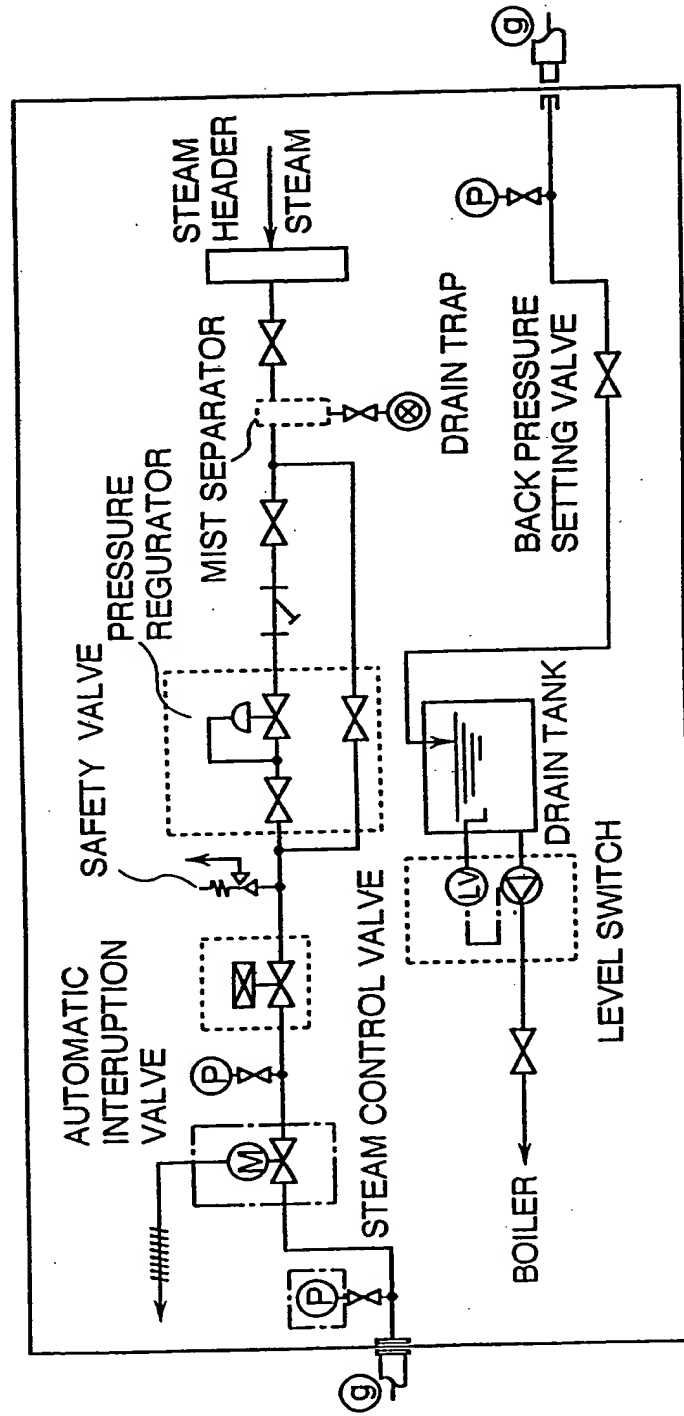 AUTOMATIC
INTERUPTION
VALVE
SAFETY VALVE
PRESSURE
REGURATOR
MIST SEPARATOR
STEAM
HEADER
STEAM
M
P
P
g
STEAM CONTROL VALVE
DRAIN TRAP
P
g
BACK PRESSURE
SETTING VALVE
LV
DRAIN TANK
LEVEL SWITCH
BOILER